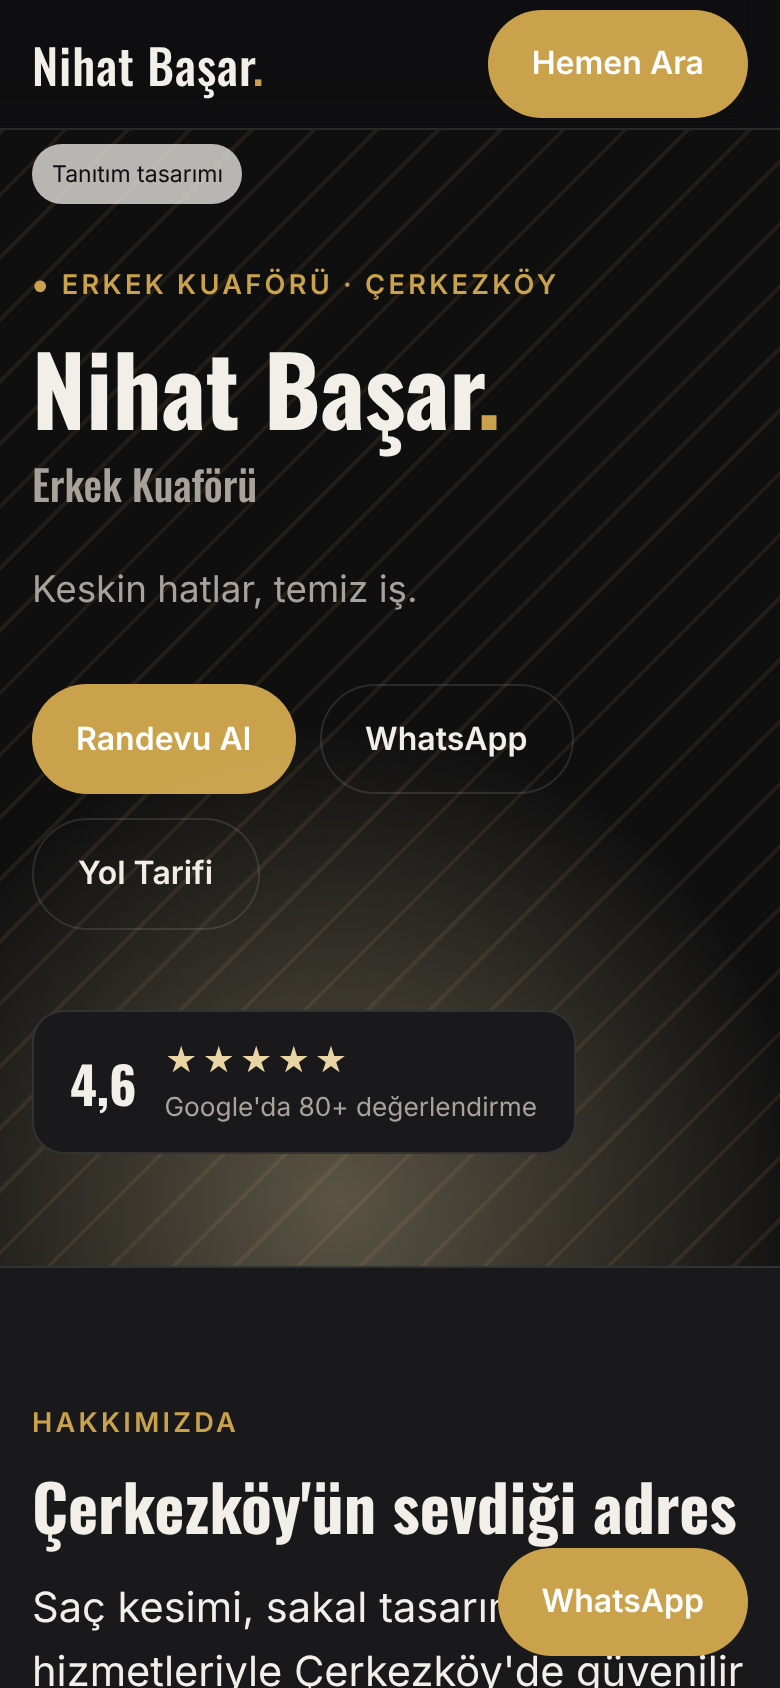 Nihat Başar.
Hemen Ara
Tanıtım tasarımı
● ERKEK KUAFÖRÜ · ÇERKEZKÖY
Nihat Başar.
Erkek Kuaförü
Keskin hatlar, temiz iş.
Randevu Al
WhatsApp
Yol Tarifi
4,6
★★★★★
Google'da 80+ değerlendirme
HAKKIMIZDA
Çerkezköy'ün sevdiği adres
Saç kesimi, sakal
WhatsApp
hizmetleriyle Çerkezköy'de güvenilir